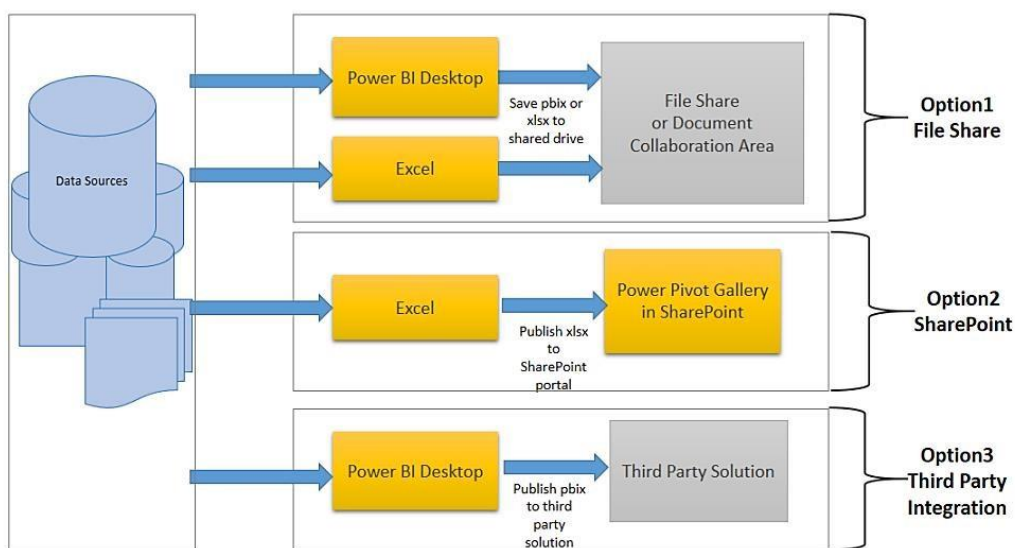 Data Sources
Power BI Desktop
Save pbix or
xlsx to
shared drive
Excel
File Share
or Document
Collaboration Area
Option1
File Share
Excel
Publish xlsx
to
SharePoint
portal
Power Pivot Gallery
in SharePoint
Option2
SharePoint
Power BI Desktop
Publish pbix
to third
party
solution
Third Party Solution
Option3
Third Party
Integration